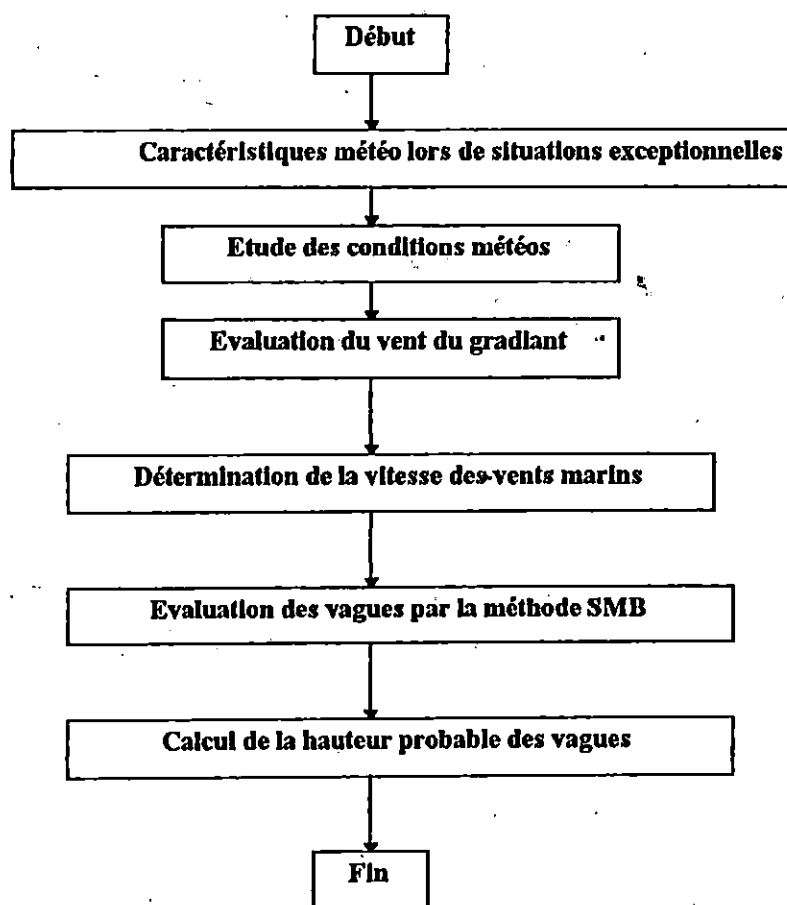 Début
Caractéristiques météo lors de situations exceptionnelles
Etude des conditions météos
Evaluation du vent du gradiant
Détermination de la vitesse des vents marins
Evaluation des vagues par la méthode SMB
Calcul de la hauteur probable des vagues
Fin